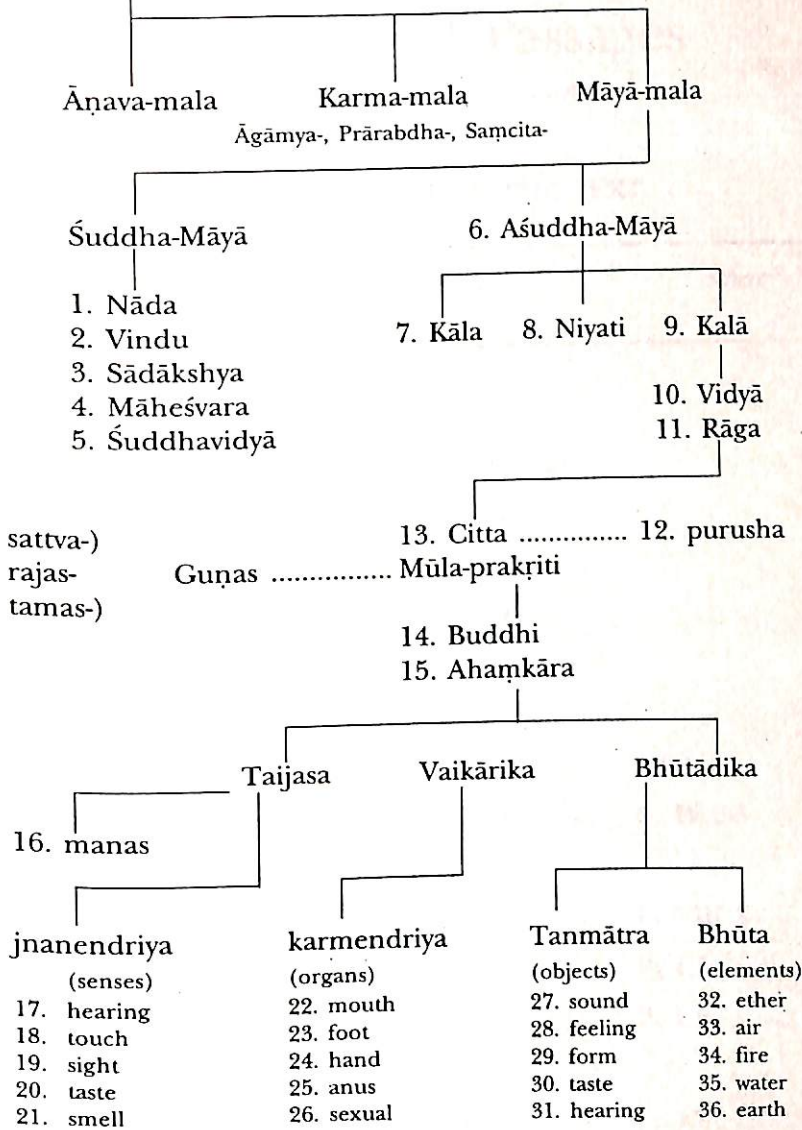 Āṇava-mala Karma-mala Māyā-mala
Āgāmya-, Prārabdha-, Saṃcita-
Śuddha-Māyā 6. Aśuddha-Māyā
1. Nāda
2. Vindu
3. Sādākshya
4. Māheśvara
5. Śuddhavidyā
7. Kāla 8. Niyati 9. Kalā
10. Vidyā
11. Rāga
sattva-)
rajas-
tamas-)
13. Citta ............... 12. purusha
Guṇas ................ Mūla-prakṛiti
14. Buddhi
15. Ahaṃkāra
Taijasa Vaikārika Bhūtādika
16. manas
jnanendriya
(senses)
17. hearing
18. touch
19. sight
20. taste
21. smell
karmendriya
(organs)
22. mouth
23. foot
24. hand
25. anus
26. sexual
Tanmātra
(objects)
27. sound
28. feeling
29. form
30. taste
31. hearing
Bhūta
(elements)
32. ether
33. air
34. fire
35. water
36. earth